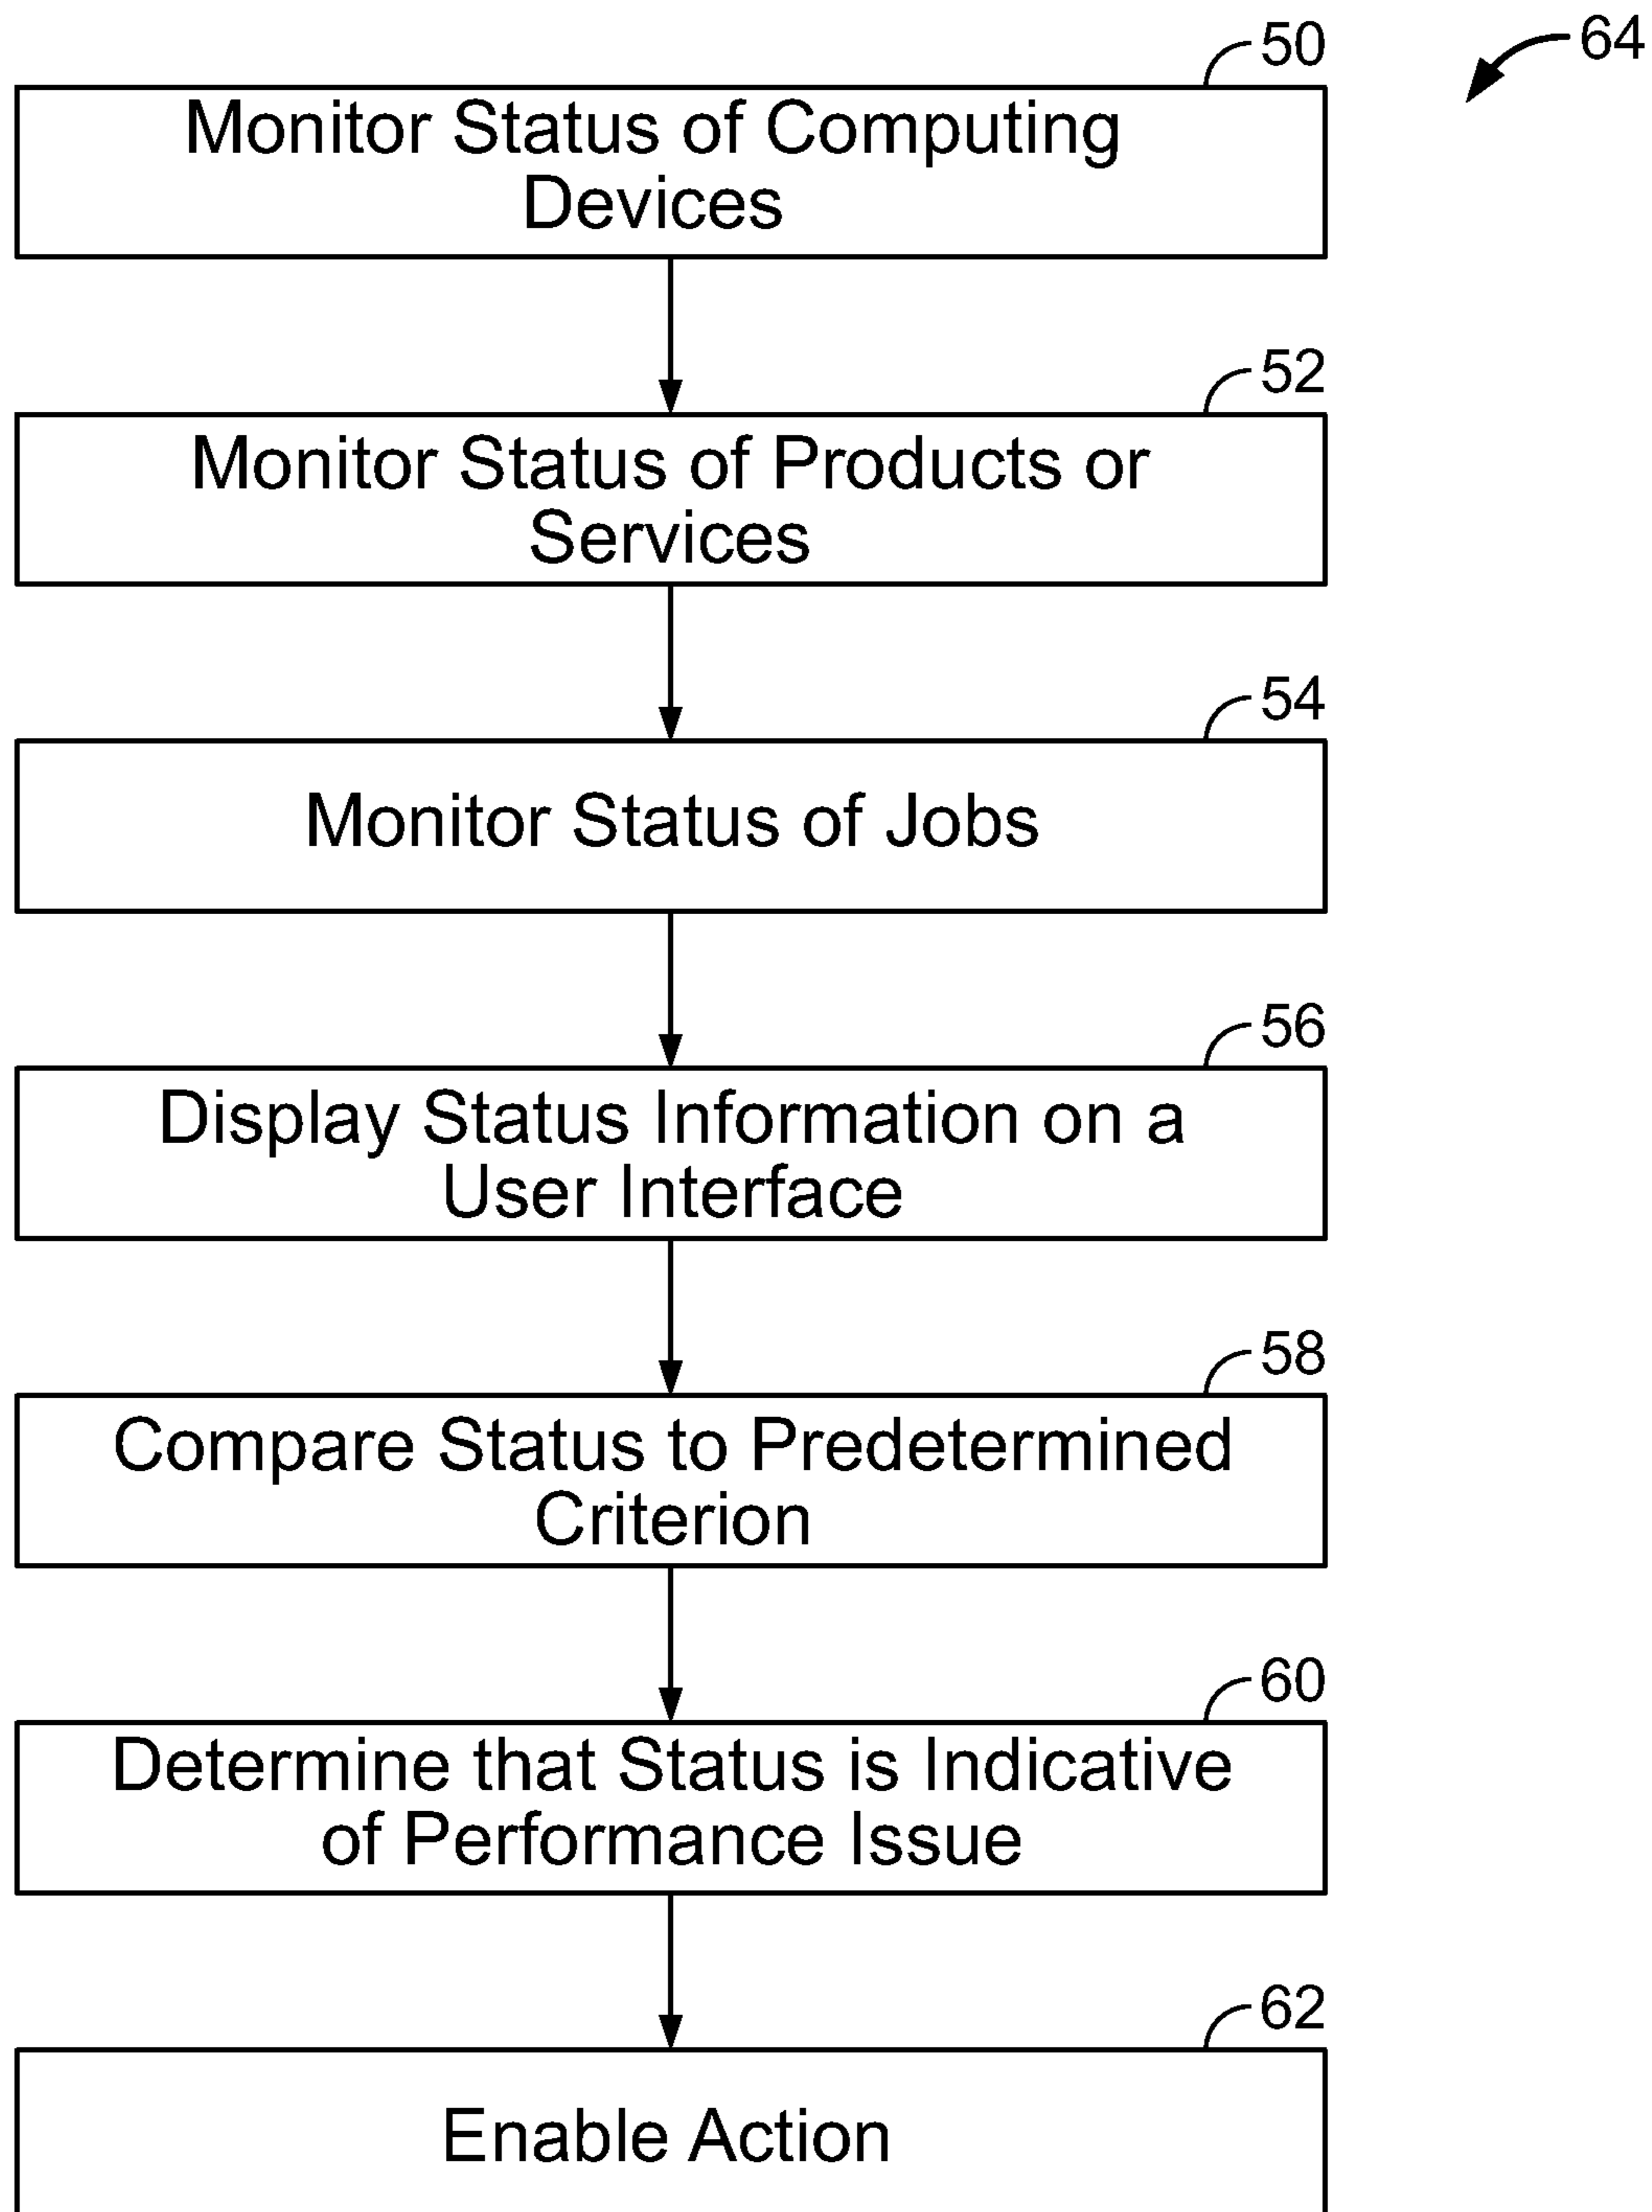 50
64
Monitor Status of Computing
Devices
52
Monitor Status of Products or
Services
54
Monitor Status of Jobs
56
Display Status Information on a
User Interface
58
Compare Status to Predetermined
Criterion
60
Determine that Status is Indicative
of Performance Issue
62
Enable Action